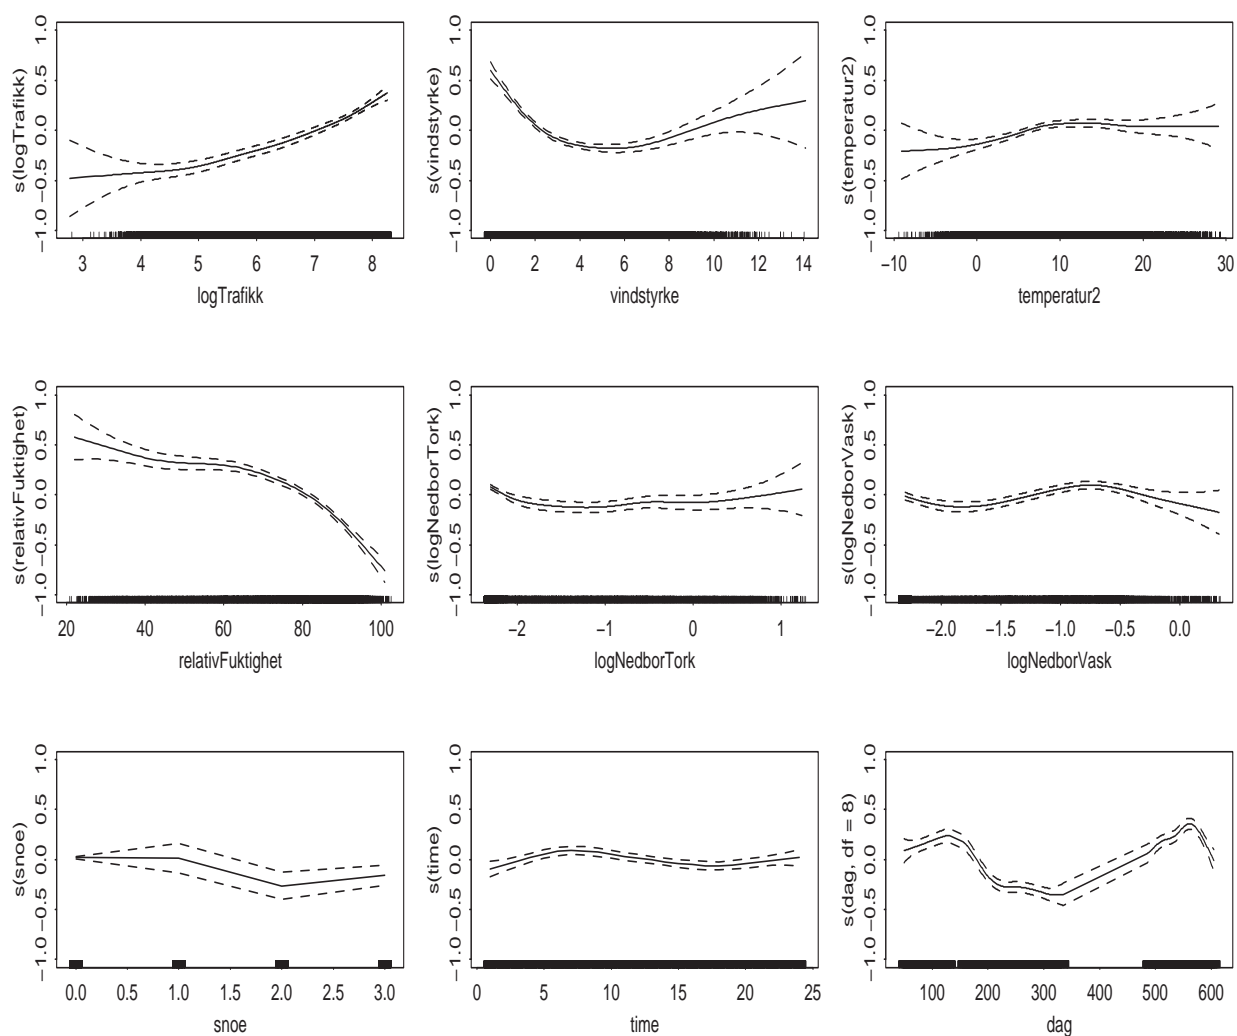 s(logTrafikk)
1.0
0.5
0.0
−0.5
−1.0
3 4 5 6 7 8
logTrafikk
s(vindstyrke)
1.0
0.5
0.0
−0.5
−1.0
0 2 4 6 8 10 12 14
vindstyrke
s(temperatur2)
1.0
0.5
0.0
−0.5
−1.0
−10 0 10 20 30
temperatur2
s(relativFuktighet)
1.0
0.5
0.0
−0.5
−1.0
20 40 60 80 100
relativFuktighet
s(logNedborTork)
1.0
0.5
0.0
−0.5
−1.0
−2 −1 0 1
logNedborTork
s(logNedborVask)
1.0
0.5
0.0
−0.5
−1.0
−2.0 −1.5 −1.0 −0.5 0.0
logNedborVask
s(snoe)
1.0
0.5
0.0
−0.5
−1.0
0.0 0.5 1.0 1.5 2.0 2.5 3.0
snoe
s(time)
1.0
0.5
0.0
−0.5
−1.0
0 5 10 15 20 25
time
s(dag, df = 8)
1.0
0.5
0.0
−0.5
−1.0
100 200 300 400 500 600
dag